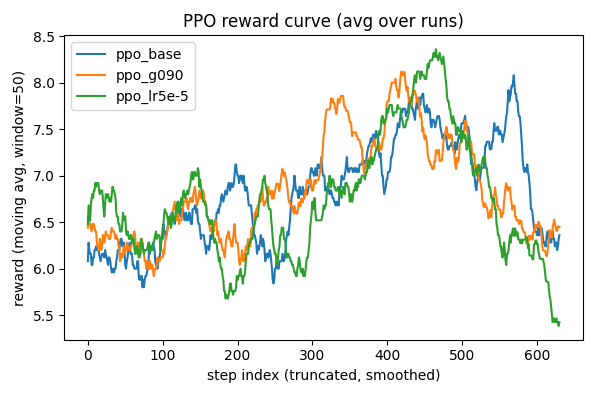 PPO reward curve (avg over runs)
ppo_base
ppo_g090
ppo_lr5e-5
reward (moving avg, window=50)
8.5
8.0
7.5
7.0
6.5
6.0
5.5
0 100 200 300 400 500 600
step index (truncated, smoothed)